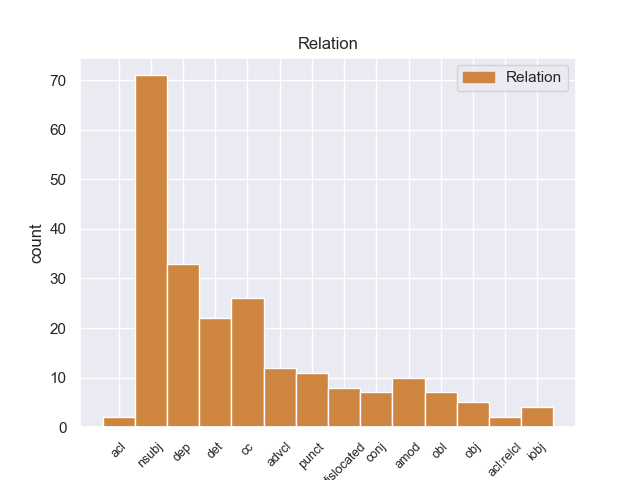 Relation
Relation
count
70
60
50
40
30
20
10
0
acl
nsubj
dep
det
cc
advcl
punct
dislocated
conj
amod
obl
obj
acl:relcl
iobj